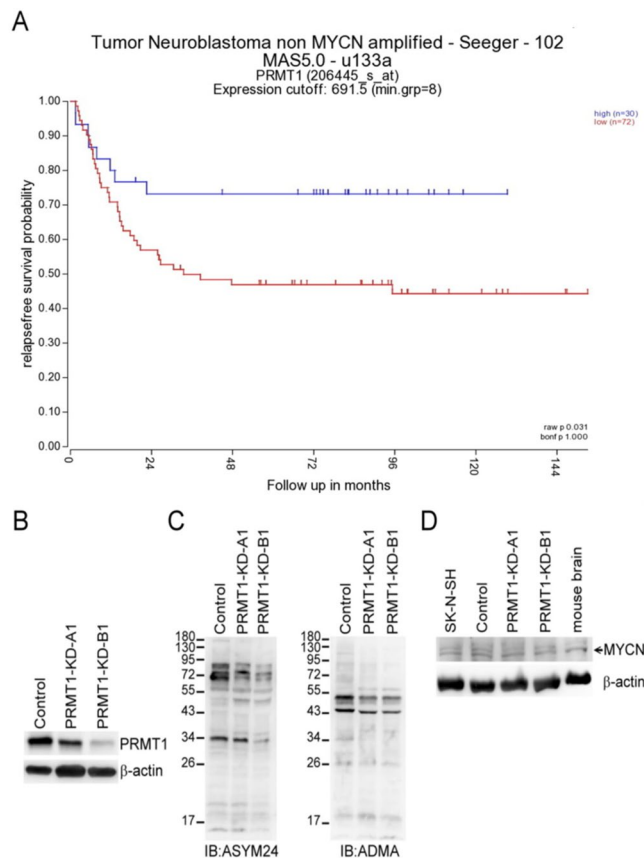 A
Tumor Neuroblastoma non MYCN amplified - Seeger - 102
MAS5.0 - u133a
PRMT1 (206445_s_at)
Expression cutoff: 691.5 (min.grp=8)
high (n=30)
low (n=72)
relapsefree survival probability
1.00
0.90
0.80
0.70
0.60
0.50
0.40
0.30
0.20
0.10
0.00
raw p 0.031
bonf p 1.000
0
24
48
72
96
120
144
Follow up in months
B
Control
PRMT1-KD-A1
PRMT1-KD-B1
PRMT1
β-actin
C
Control
PRMT1-KD-A1
PRMT1-KD-B1
180
130
95
72
55
43
34
26
17
IB:ASYM24
Control
PRMT1-KD-A1
PRMT1-KD-B1
180
130
95
72
55
43
34
26
17
IB:ADMA
D
SK-N-SH
Control
PRMT1-KD-A1
PRMT1-KD-B1
mouse brain
MYCN
β-actin